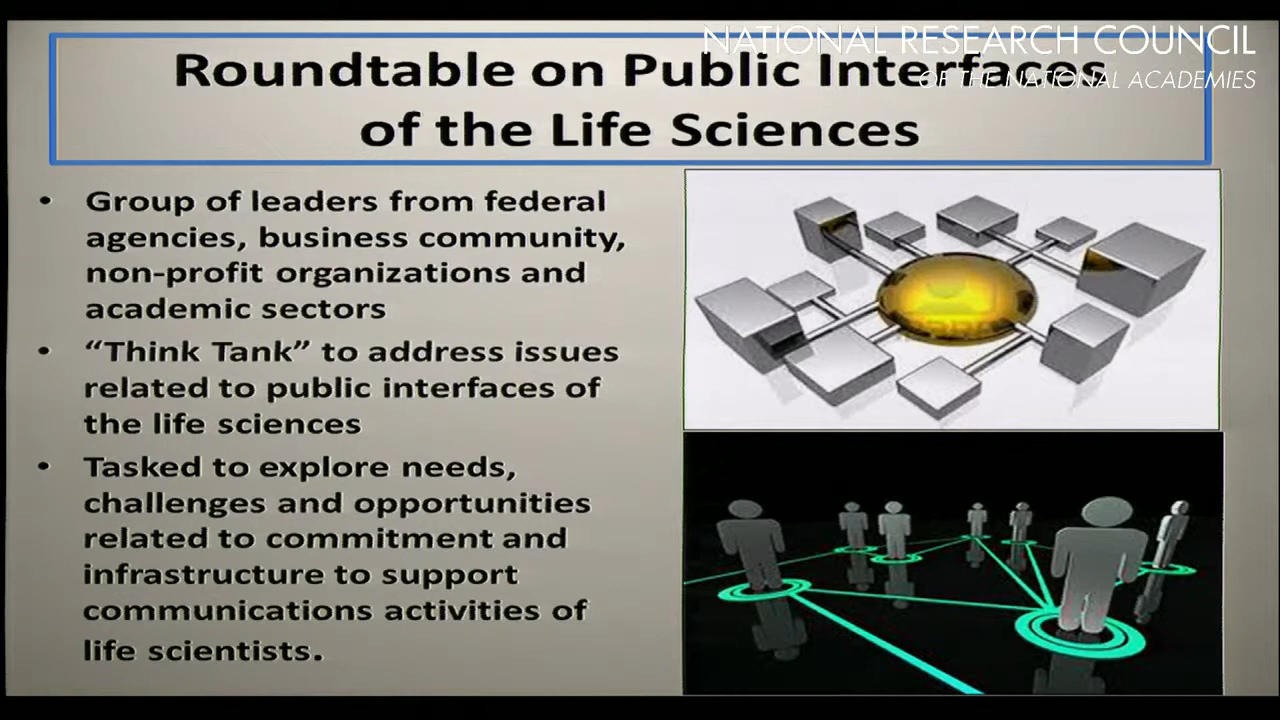 NATIONAL RESEARCH COUNCIL
OF THE NATIONAL ACADEMIES
Roundtable on Public Interfaces
of the Life Sciences
• Group of leaders from federal
agencies, business community,
non-profit organizations and
academic sectors
• “Think Tank” to address issues
related to public interfaces of
the life sciences
• Tasked to explore needs,
challenges and opportunities
related to commitment and
infrastructure to support
communications activities of
life scientists.